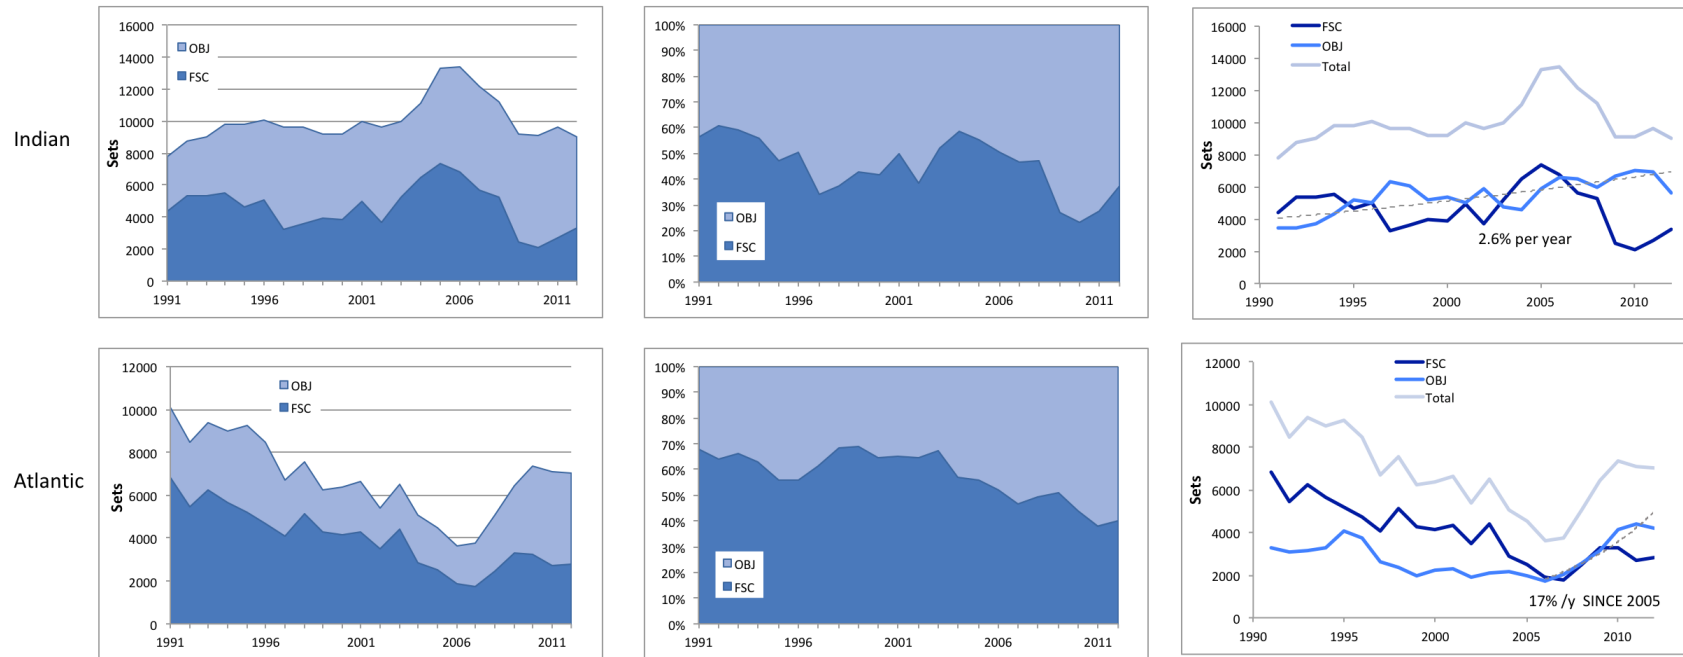 Indian
16000
14000
12000
10000
8000
6000
4000
2000
0
Sets
OBJ
FSC
1991 1996 2001 2006 2011
100%
90%
80%
70%
60%
50%
40%
30%
20%
10%
0%
OBJ
FSC
1991 1996 2001 2006 2011
16000
14000
12000
10000
8000
6000
4000
2000
0
Sets
FSC
OBJ
Total
2.6% per year
1990 1995 2000 2005 2010
Atlantic
12000
10000
8000
6000
4000
2000
0
Sets
OBJ
FSC
1991 1996 2001 2006 2011
100%
90%
80%
70%
60%
50%
40%
30%
20%
10%
0%
OBJ
FSC
1991 1996 2001 2006 2011
12000
10000
8000
6000
4000
2000
0
Sets
FSC
OBJ
Total
17% /y SINCE 2005
1990 1995 2000 2005 2010